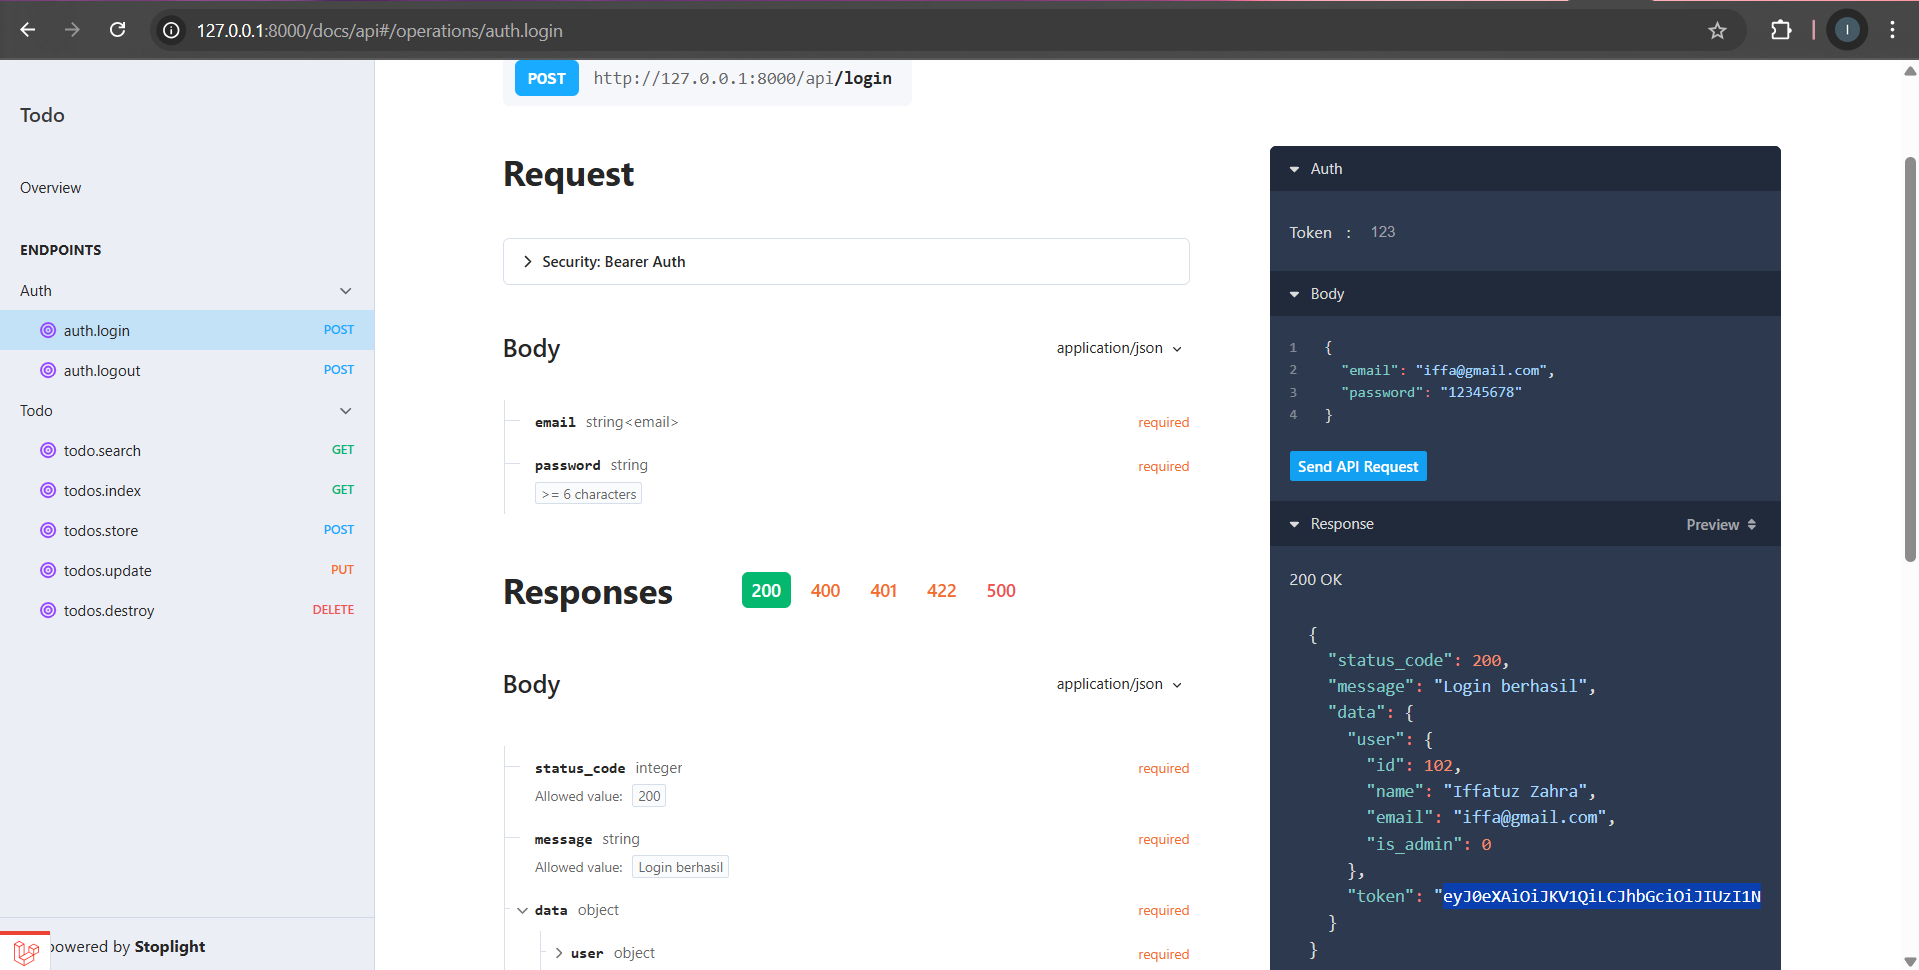 127.0.0.1:8000/docs/api#/operations/auth.login
I
Todo
Overview
ENDPOINTS
Auth
auth.login POST
auth.logout POST
Todo
todo.search GET
todos.index GET
todos.store POST
todos.update PUT
todos.destroy DELETE
powered by Stoplight
POST http://127.0.0.1:8000/api/login
Request
Security: Bearer Auth
Body application/json
email string<email> required
password string required
>= 6 characters
Responses 200 400 401 422 500
Body application/json
status_code integer required
Allowed value: 200
message string required
Allowed value: Login berhasil
data object required
user object required
Auth
Token : 123
Body
1 {
2 "email": "iffa@gmail.com",
3 "password": "12345678"
4 }
Send API Request
Response Preview
200 OK
{
"status_code": 200,
"message": "Login berhasil",
"data": {
"user": {
"id": 102,
"name": "Iffatuz Zahra",
"email": "iffa@gmail.com",
"is_admin": 0
},
"token": "eyJ0eXAiOiJKV1QiLCJhbGciOiJIUzI1N
}
}